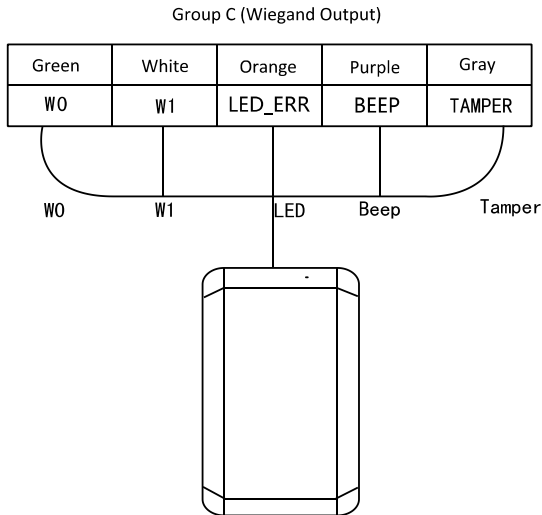 Group C (Wiegand Output)
Green White Orange Purple Gray
W0 W1 LED_ERR BEEP TAMPER
W0 W1 LED Beep Tamper